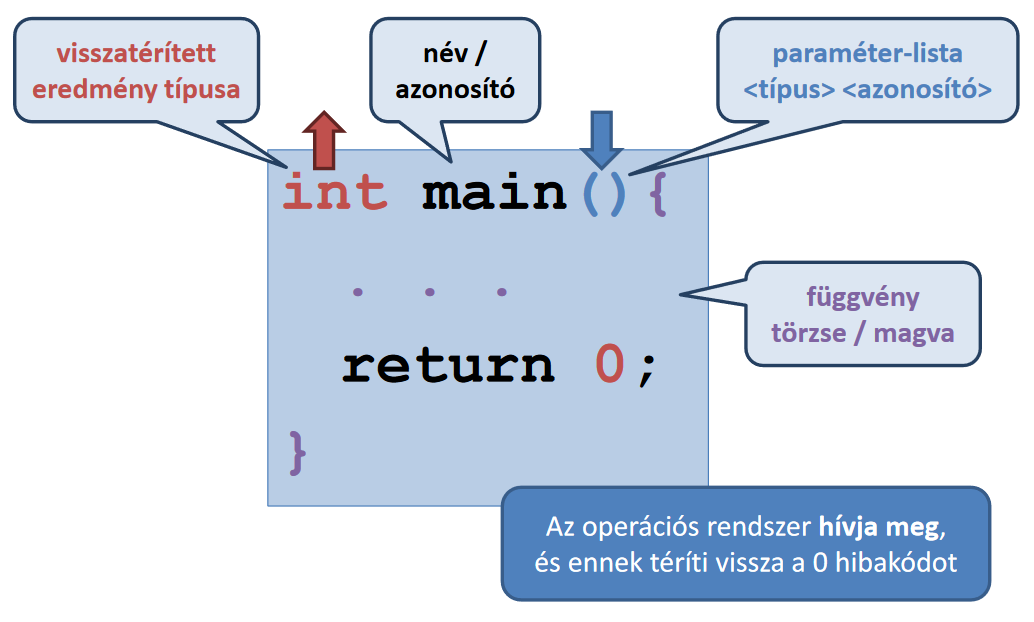 visszatérített
eredmény típusa
név /
azonosító
paraméter-lista
<típus> <azonosító>
int main(){
. . .
return 0;
}
függvény
törzse / magva
Az operációs rendszer hívja meg,
és ennek téríti vissza a 0 hibakódot